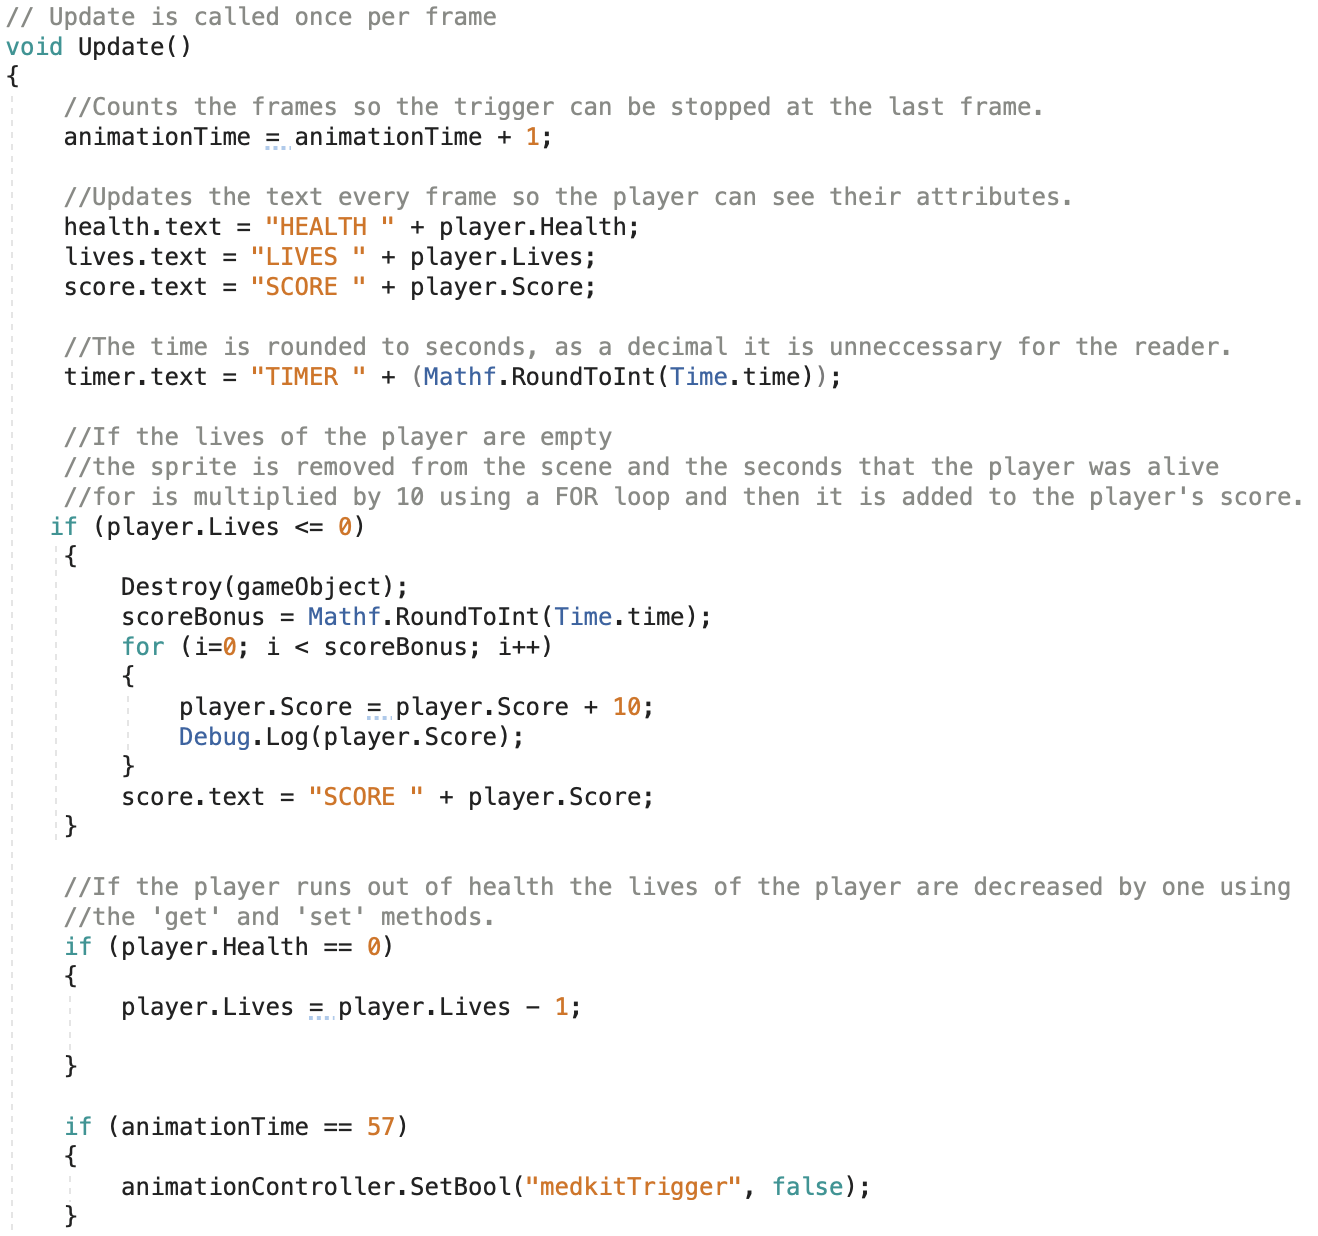 // Update is called once per frame
void Update()
{
    //Counts the frames so the trigger can be stopped at the last frame.
    animationTime = animationTime + 1;

    //Updates the text every frame so the player can see their attributes.
    health.text = "HEALTH " + player.Health;
    lives.text = "LIVES " + player.Lives;
    score.text = "SCORE " + player.Score;

    //The time is rounded to seconds, as a decimal it is unneccessary for the reader.
    timer.text = "TIMER " + (Mathf.RoundToInt(Time.time));

    //If the lives of the player are empty
    //the sprite is removed from the scene and the seconds that the player was alive
    //for is multiplied by 10 using a FOR loop and then it is added to the player's score.
   if (player.Lives <= 0)
    {
        Destroy(gameObject);
        scoreBonus = Mathf.RoundToInt(Time.time);
        for (i=0; i < scoreBonus; i++)
        {
            player.Score = player.Score + 10;
            Debug.Log(player.Score);
        }
        score.text = "SCORE " + player.Score;
    }

    //If the player runs out of health the lives of the player are decreased by one using
    //the 'get' and 'set' methods.
    if (player.Health == 0)
    {
        player.Lives = player.Lives - 1;

    }

    if (animationTime == 57)
    {
        animationController.SetBool("medkitTrigger", false);
    }